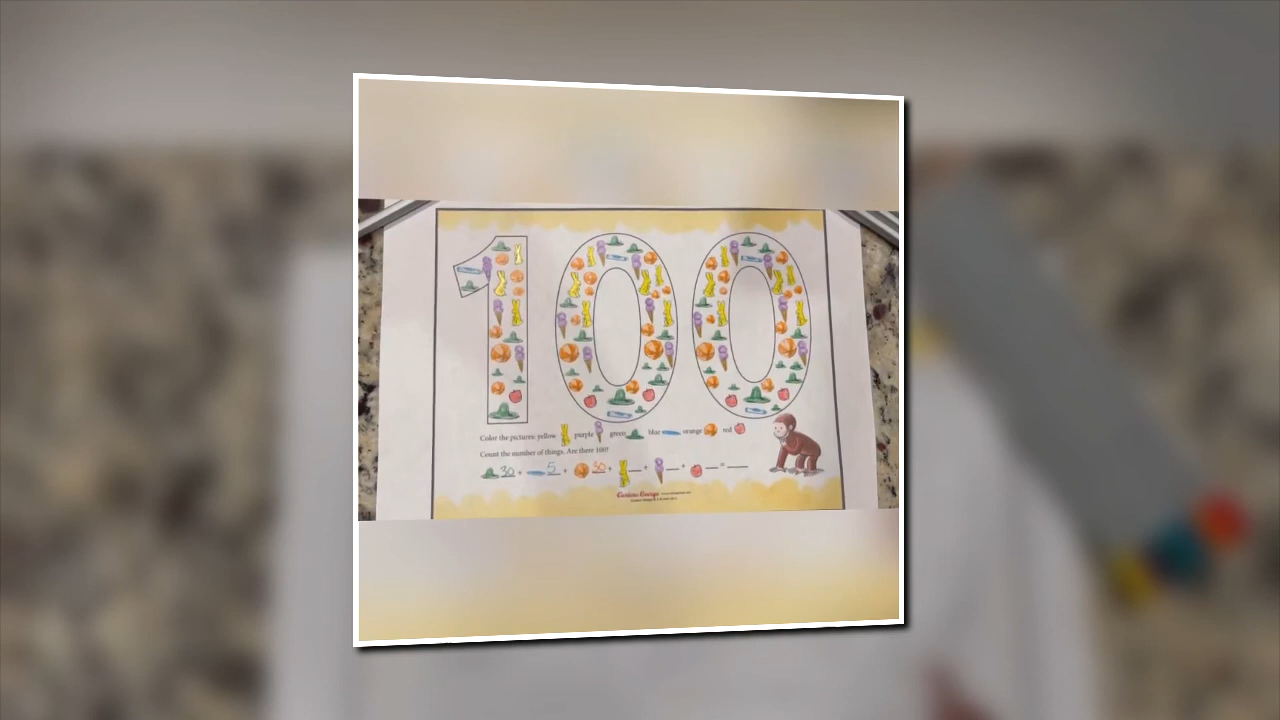 100
Color the pictures: yellow purple green blue orange red
Count the number of things. Are there 100?
30 + 5 + 30 + + + =
Curious George